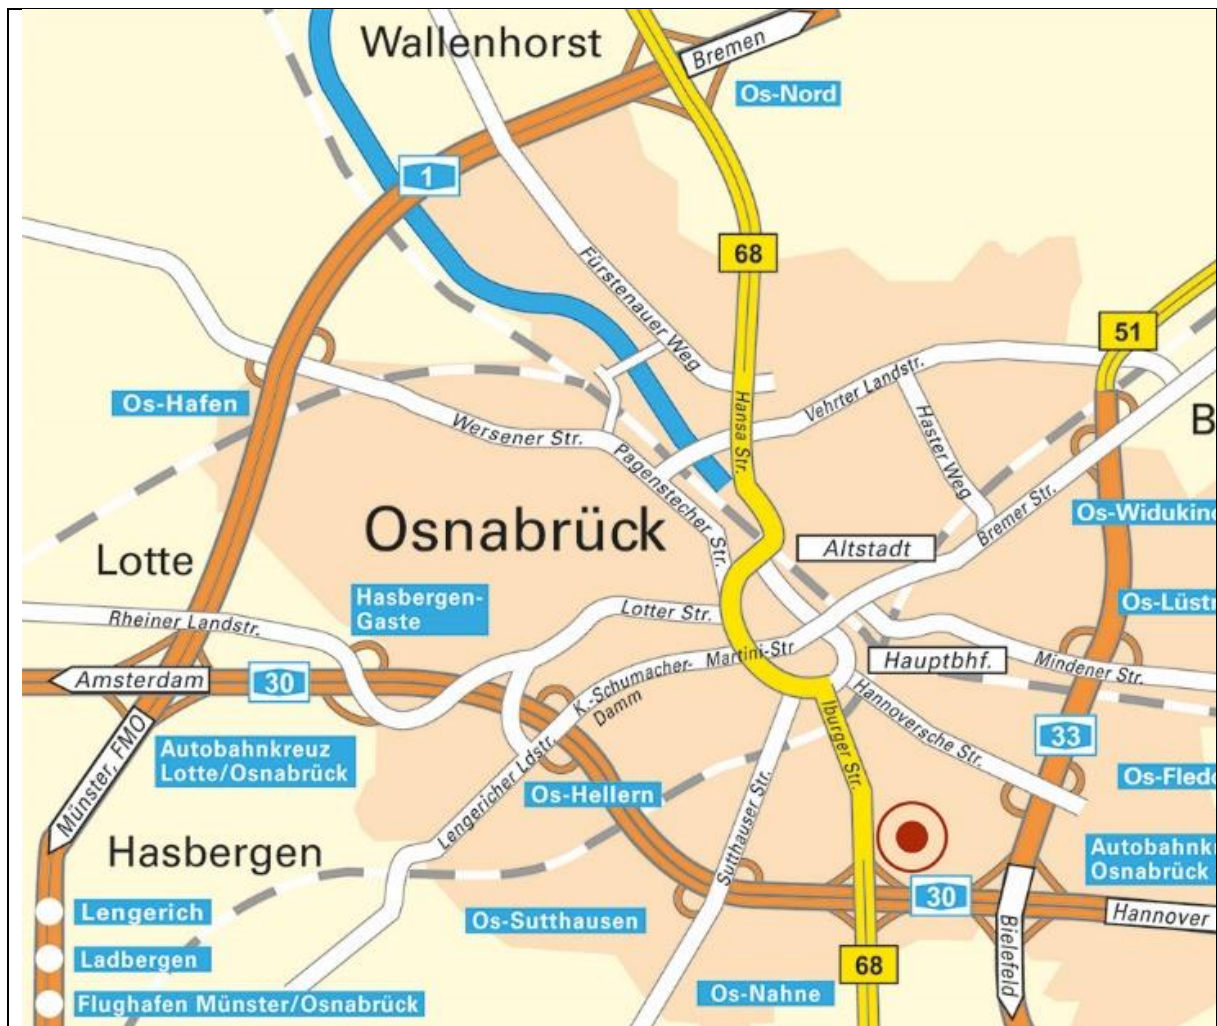 Wallenhorst
Bremen
Os-Nord
1
68
Fürstenauer Weg
51
Os-Hafen
Wersener Str.
Hansa Str.
Vehrter Landstr.
Haster Weg
B
Pagenstecher Str.
Osnabrück
Bremer Str.
Os-Widukind
Altstadt
Lotte
Hasbergen-
Gaste
Lotter Str.
Os-Lüstr
Rheiner Landstr.
Amsterdam
30
K.-Schumacher-
Damm
Martini-Str
Hauptbhf.
Mindener Str.
Münster, FMO
Autobahnkreuz
Lotte/Osnabrück
Lengericher Ldstr.
Iburger Str.
Hannoversche Str.
33
Os-Hellern
Os-Flede
Sutthauser Str.
Hasbergen
Autobahnk
Osnabrück
30
Lengerich
Os-Sutthausen
Hannover
Ladbergen
68
Bielefeld
Os-Nahne
Flughafen Münster/Osnabrück